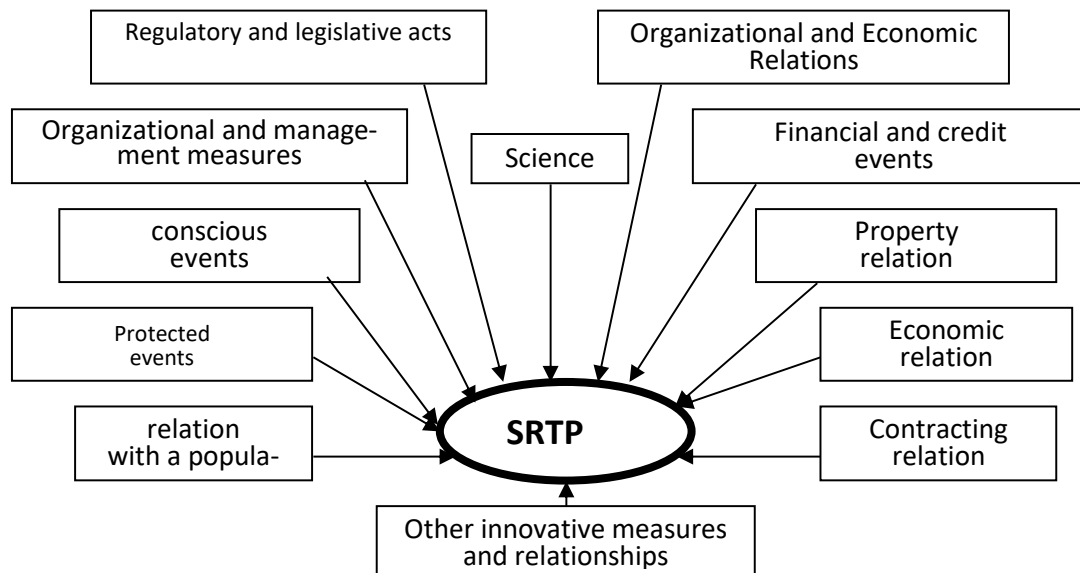 Regulatory and legislative acts
Organizational and Economic
Relations
Organizational and manage-
ment measures
Science
Financial and credit
events
conscious
events
Property
relation
Protected
events
Economic
relation
relation
with a popula-
SRTP
Contracting
relation
Other innovative measures
and relationships